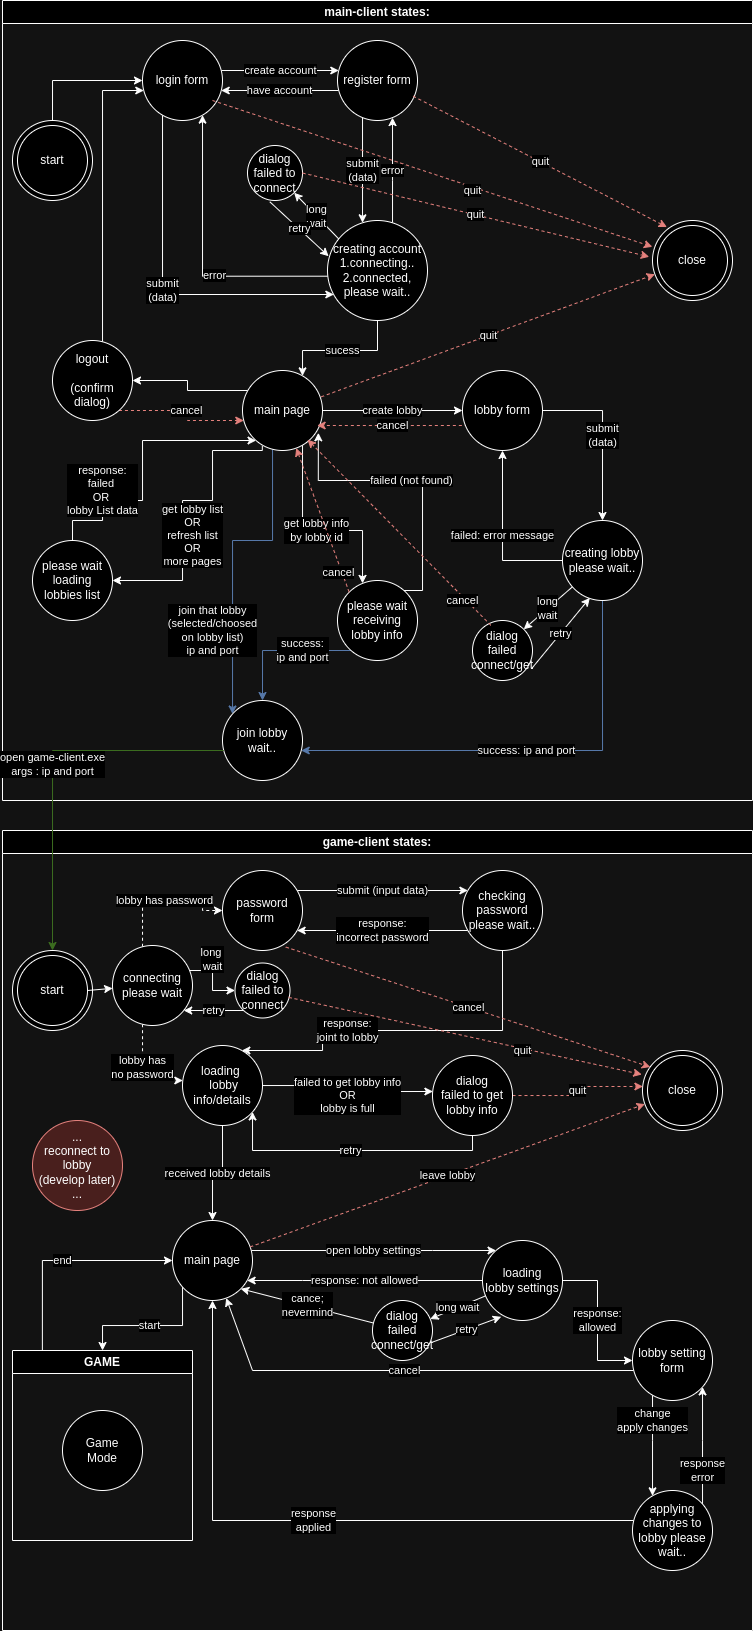 main-client states:
login form
create account
have account
register form
start
dialog
failed to
connect
submit
(data)
error
quit
quit
quit
long
wait
retry
creating account
1.connecting..
2.connected,
please wait..
close
error
submit
(data)
sucess
quit
logout
(confirm
dialog)
cancel
main page
create lobby
cancel
lobby form
submit
(data)
response:
failed
OR
lobby List data
get lobby list
OR
refresh list
OR
more pages
failed (not found)
get lobby info
by lobby id
failed: error message
creating lobby
please wait..
please wait
loading
lobbies list
cancel
please wait
receiving
lobby info
cancel
long
wait
retry
dialog
failed
connect/get
join that lobby
(selected/choosed
on lobby list)
ip and port
success:
ip and port
join lobby
wait..
success: ip and port
open game-client.exe
args : ip and port
game-client states:
lobby has password
password
form
submit (input data)
response:
incorrect password
checking
password
please wait..
start
connecting
please wait
long
wait
retry
dialog
failed to
connect
cancel
response:
joint to lobby
quit
lobby has
no password
loading
lobby
info/details
failed to get lobby info
OR
lobby is full
dialog
failed to get
lobby info
quit
close
retry
...
reconnect to
lobby
(develop later)
...
received lobby details
leave lobby
main page
open lobby settings
end
response: not allowed
loading
lobby settings
cance;
nevermind
long wait
retry
dialog
failed
connect/get
response:
allowed
start
cancel
lobby setting
form
GAME
Game
Mode
change
apply changes
response
error
response
applied
applying
changes to
lobby please
wait..